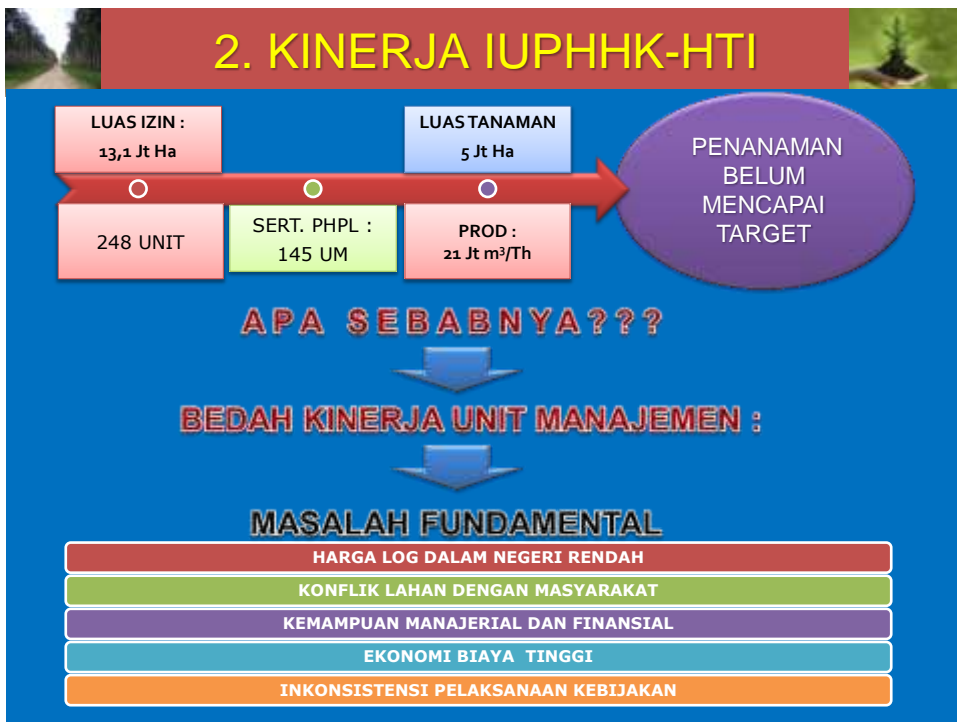 2. KINERJA IUPHHK-HTI
LUAS IZIN :
13,1 Jt Ha
248 UNIT
SERT. PHPL :
145 UM
LUAS TANAMAN
5 Jt Ha
PROD :
21 Jt m³/Th
PENANAMAN
BELUM
MENCAPAI
TARGET
APA SEBABNYA???
BEDAH KINERJA UNIT MANAJEMEN :
MASALAH FUNDAMENTAL
HARGA LOG DALAM NEGERI RENDAH
KONFLIK LAHAN DENGAN MASYARAKAT
KEMAMPUAN MANAJERIAL DAN FINANSIAL
EKONOMI BIAYA TINGGI
INKONSISTENSI PELAKSANAAN KEBIJAKAN